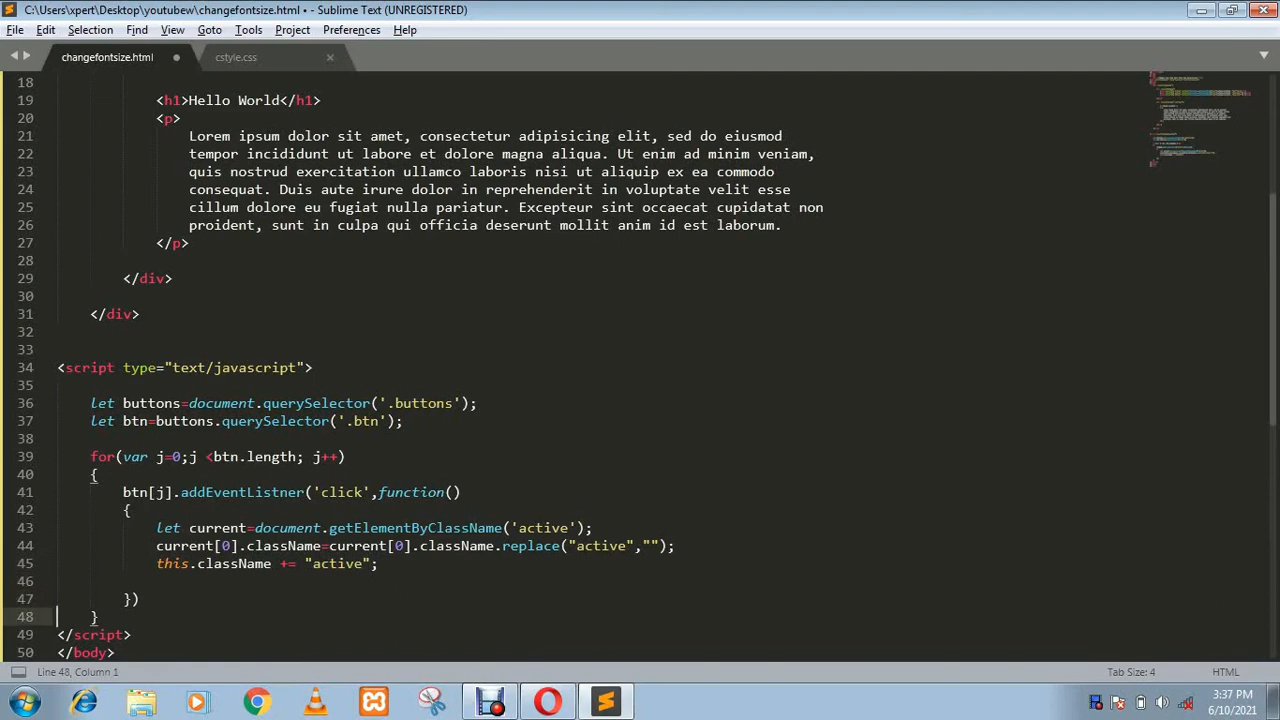 C:\Users\xpert\Desktop\youtubew\changefontsize.html • - Sublime Text (UNREGISTERED)
File Edit Selection Find View Goto Tools Project Preferences Help
changefontsize.html cstyle.css
18
19 <h1>Hello World</h1>
20 <p>
21 Lorem ipsum dolor sit amet, consectetur adipisicing elit, sed do eiusmod
22 tempor incididunt ut labore et dolore magna aliqua. Ut enim ad minim veniam,
23 quis nostrud exercitation ullamco laboris nisi ut aliquip ex ea commodo
24 consequat. Duis aute irure dolor in reprehenderit in voluptate velit esse
25 cillum dolore eu fugiat nulla pariatur. Excepteur sint occaecat cupidatat non
26 proident, sunt in culpa qui officia deserunt mollit anim id est laborum.
27 </p>
28
29 </div>
30
31 </div>
32
33
34 <script type="text/javascript">
35
36 let buttons=document.querySelector('.buttons');
37 let btn=buttons.querySelector('.btn');
38
39 for(var j=0;j <btn.length; j++)
40 {
41 btn[j].addEventListner('click',function()
42 {
43 let current=document.getElementByClassName('active');
44 current[0].className=current[0].className.replace("active","");
45 this.className += "active";
46
47 })
48 }
49 </script>
50 </body>
Line 48, Column 1 Tab Size: 4 HTML
3:37 PM
6/10/2021